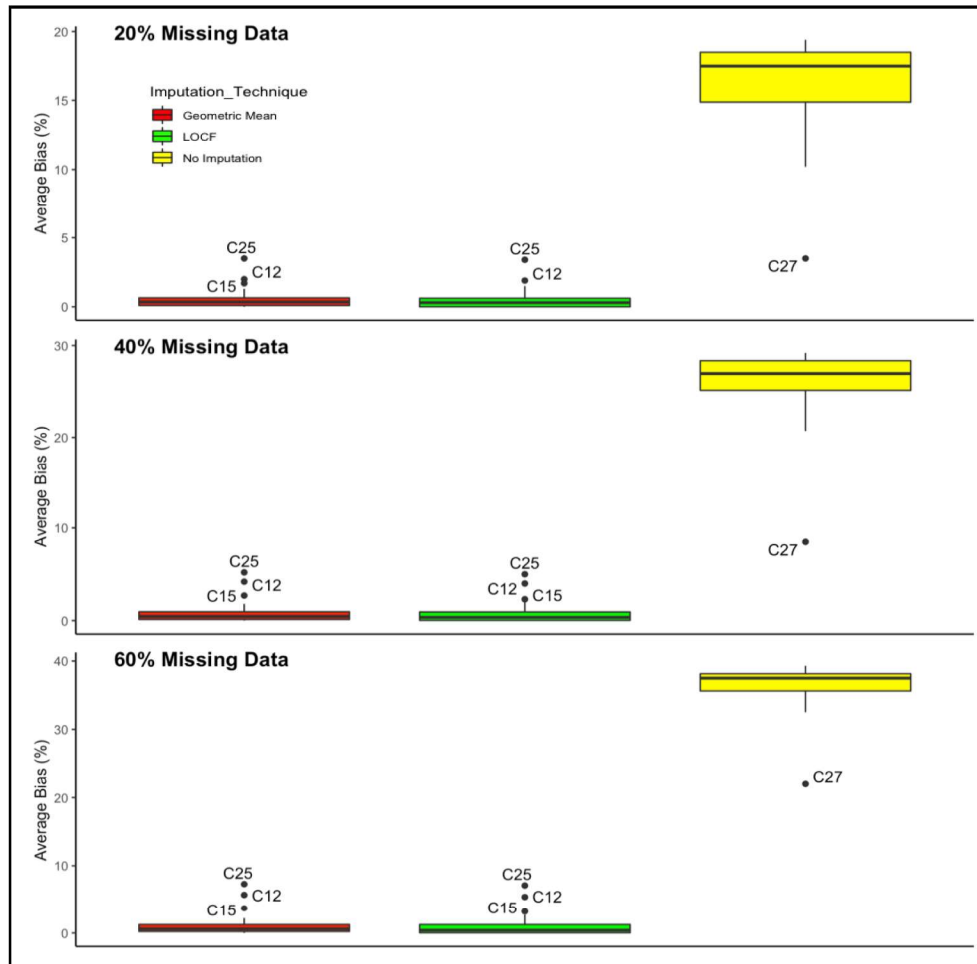 20% Missing Data
Average Bias (%)
20
15
10
5
0
Imputation_Technique
Geometric Mean
LOCF
No Imputation
C25
C12
C15
C25
C12
C27
40% Missing Data
Average Bias (%)
30
20
10
0
C25
C12
C15
C25
C12
C15
C27
60% Missing Data
Average Bias (%)
40
30
20
10
0
C25
C12
C15
C25
C12
C15
C27